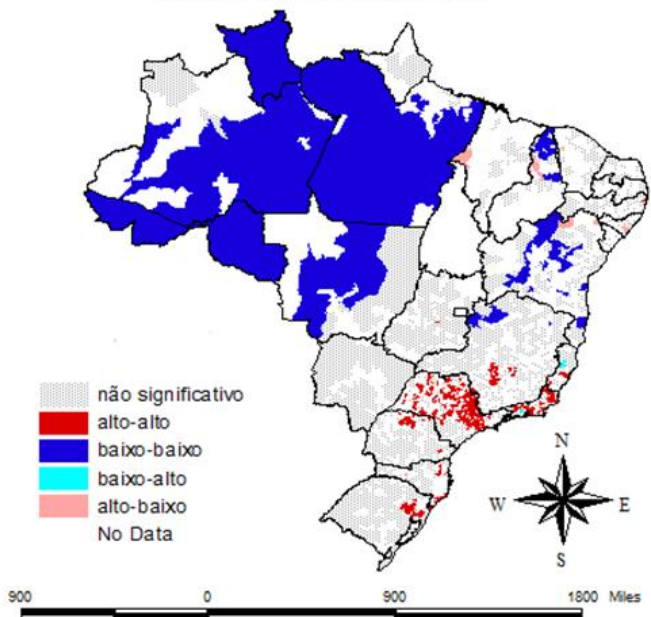 não significativo
alto-alto
baixo-baixo
baixo-alto
alto-baixo
No Data
N
W E
S
900 0 900 1800 Miles